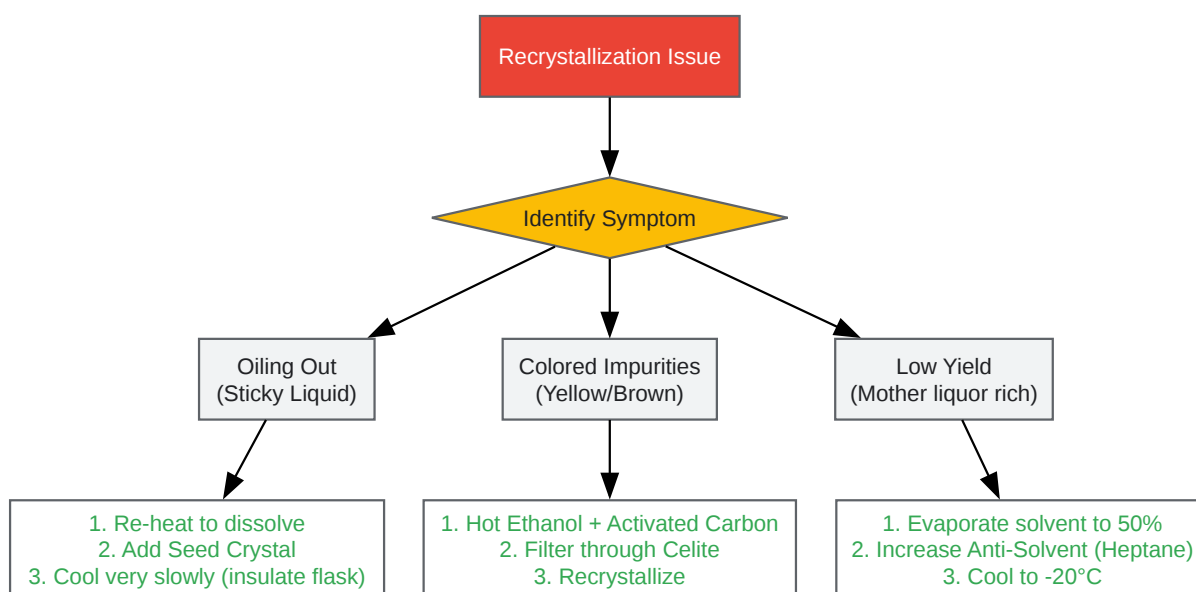 Recrystallization Issue
Identify Symptom
Oiling Out
(Sticky Liquid)
Colored Impurities
(Yellow/Brown)
Low Yield
(Mother liquor rich)
1. Re-heat to dissolve
2. Add Seed Crystal
3. Cool very slowly (insulate flask)
1. Hot Ethanol + Activated Carbon
2. Filter through Celite
3. Recrystallize
1. Evaporate solvent to 50%
2. Increase Anti-Solvent (Heptane)
3. Cool to -20°C